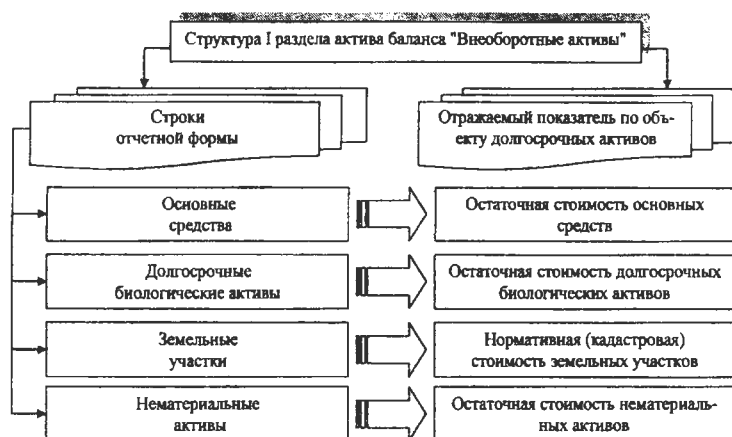 Структура I раздела актива баланса "Внеоборотные активы"
Строки
отчетной формы
Отражаемый показатель по объ-
екту долгосрочных активов
Основные
средства
Остаточная стоимость основных
средств
Долгосрочные
биологические активы
Остаточная стоимость долгосрочных
биологических активов
Земельные
участки
Нормативная (кадастровая)
стоимость земельных участков
Нематериальные
активы
Остаточная стоимость нематериаль-
ных активов